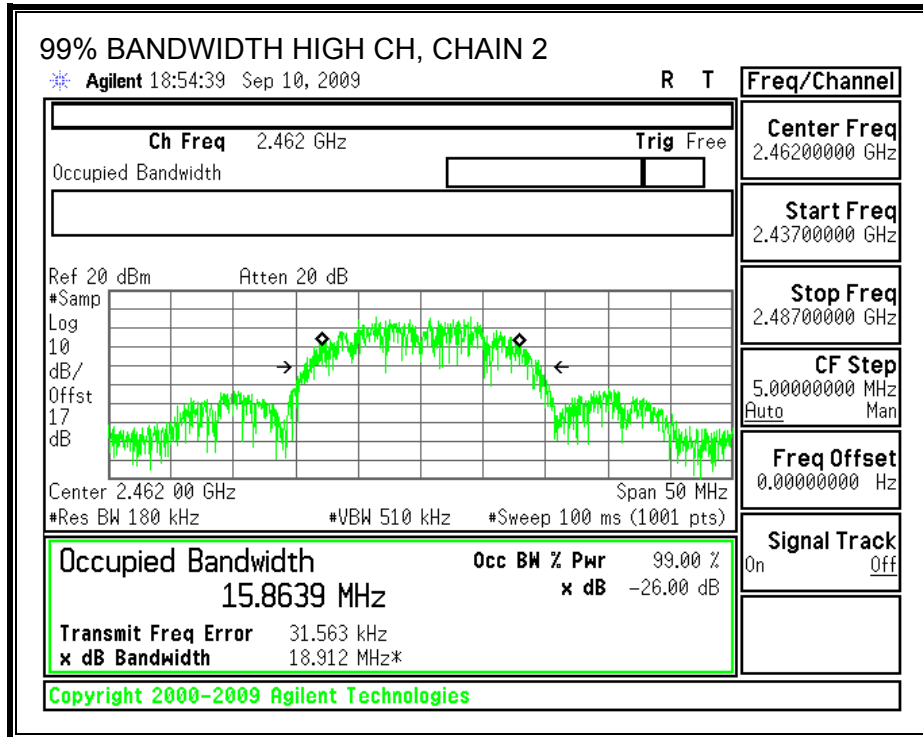 99% BANDWIDTH HIGH CH, CHAIN 2
Agilent 18:54:39 Sep 10, 2009 R T
Ch Freq 2.462 GHz Trig Free
Occupied Bandwidth
Ref 20 dBm Atten 20 dB
#Samp
Log
10
dB/
Offst
17
dB
Center 2.462 00 GHz Span 50 MHz
#Res BW 180 kHz #VBW 510 kHz #Sweep 100 ms (1001 pts)
Occupied Bandwidth
15.8639 MHz
Occ BW % Pwr 99.00 %
x dB -26.00 dB
Transmit Freq Error 31.563 kHz
x dB Bandwidth 18.912 MHz*
Copyright 2000-2009 Agilent Technologies
Freq/Channel
Center Freq
2.46200000 GHz
Start Freq
2.43700000 GHz
Stop Freq
2.48700000 GHz
CF Step
5.00000000 MHz
Auto Man
Freq Offset
0.00000000 Hz
Signal Track
On Off